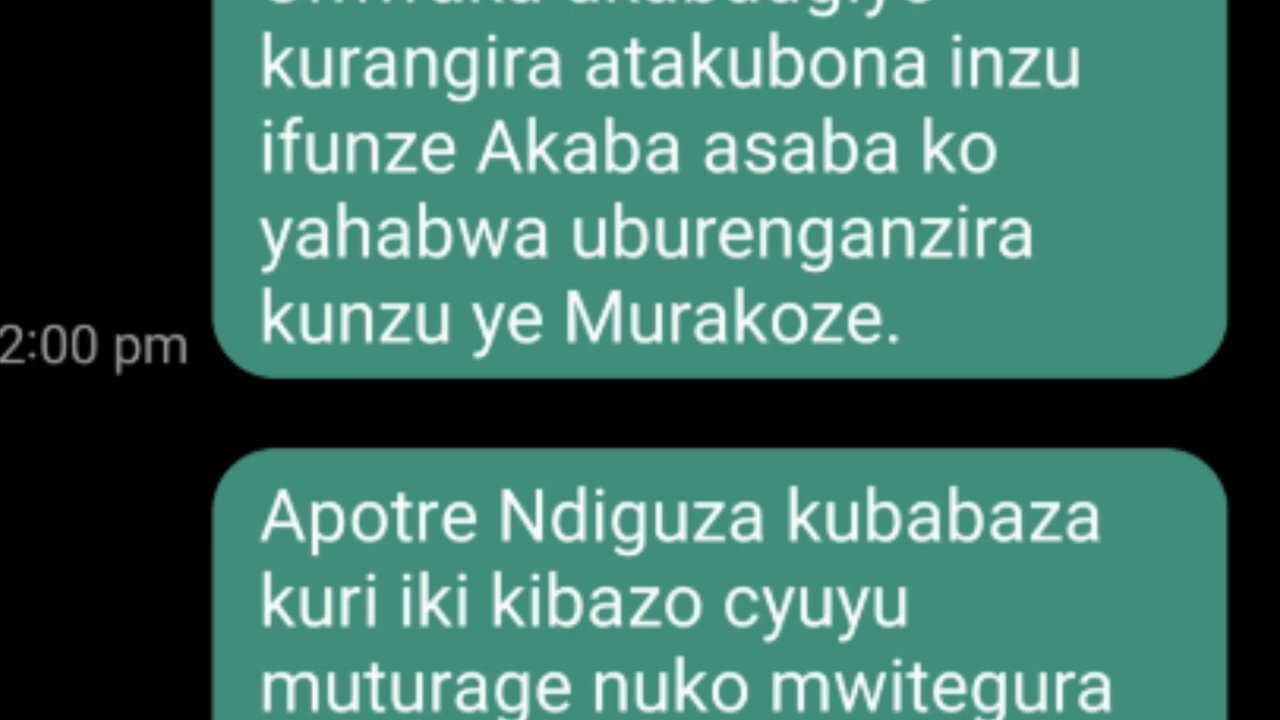 kurangira atakubona inzu
ifunze Akaba asaba ko
yahabwa uburenganzira
kunzu ye Murakoze.
2:00 pm
Apotre Ndiguza kubabaza
kuri iki kibazo cyuyu
muturage nuko mwitegura